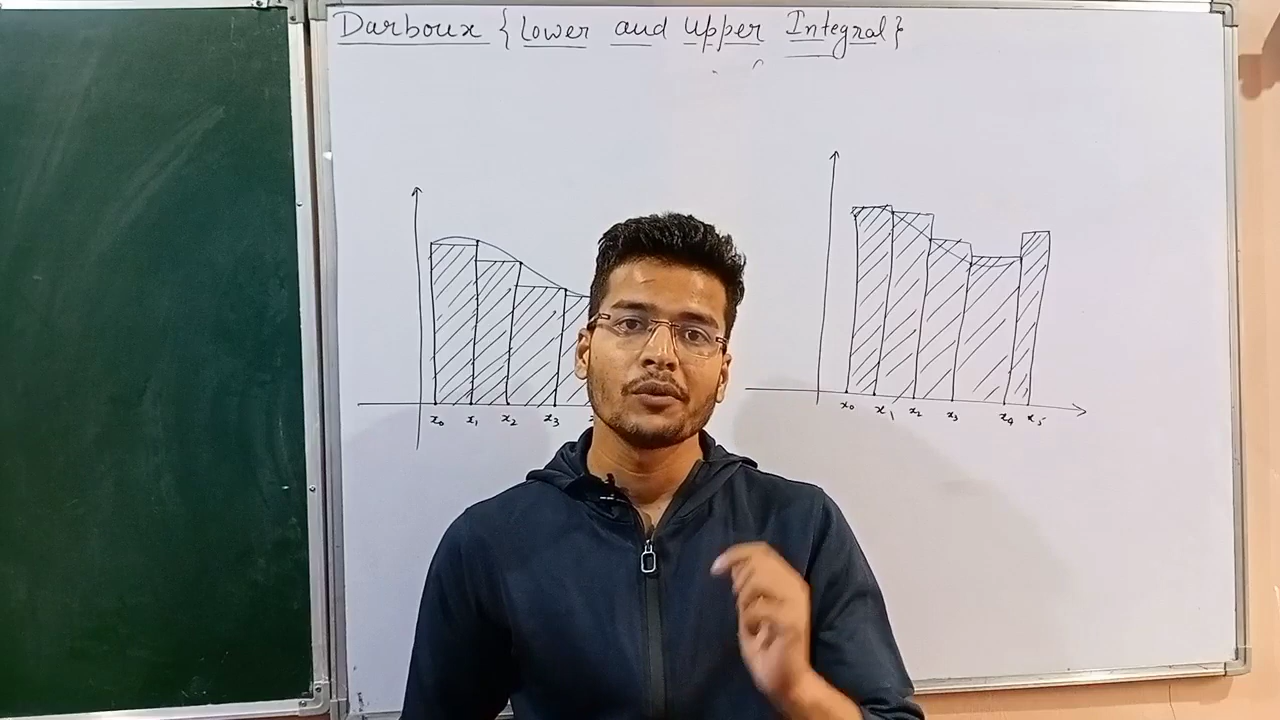 Darboux {Lower and Upper Integral}
x₀ x₁ x₂ x₃
x₀ x₁ x₂ x₃ x₄ x₅